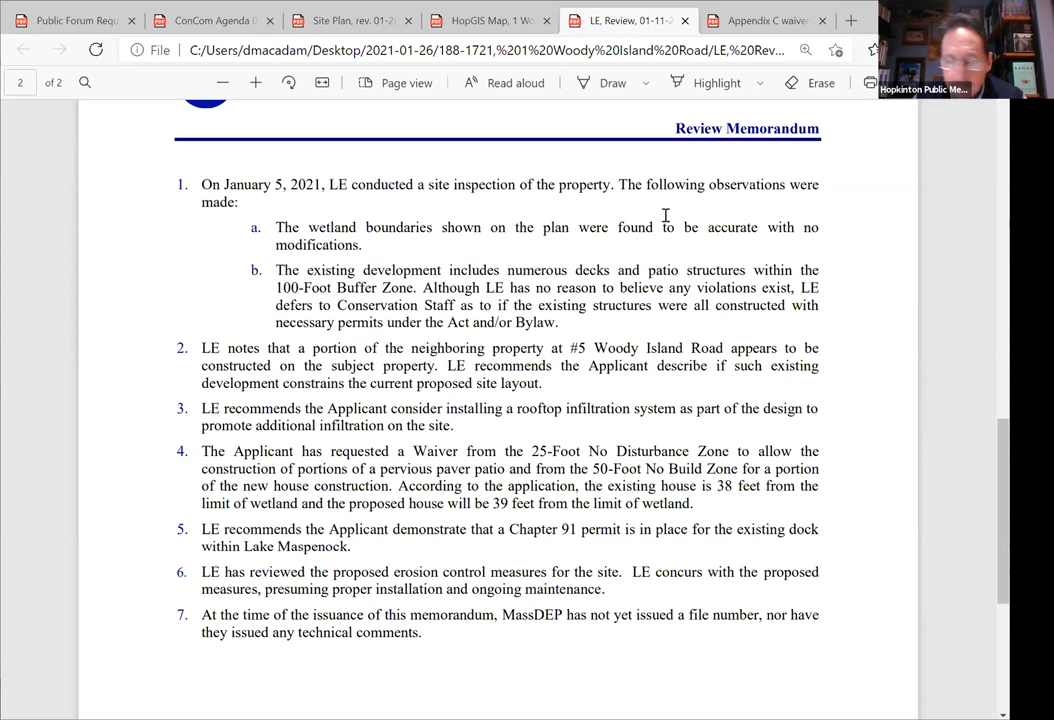 Public Forum Requ
ConCom Agenda 0
Site Plan, rev. 01-2
HopGIS Map, 1 Wo
LE, Review, 01-11-2
Appendix C waiver
File
C:/Users/dmacadam/Desktop/2021-01-26/188-1721,%201%20Woody%20Island%20Road/LE,%20Rev...
2 of 2
Page view
Read aloud
Draw
Highlight
Erase
Hopkinton Public Me...
Review Memorandum
1. On January 5, 2021, LE conducted a site inspection of the property. The following observations were
made:
a. The wetland boundaries shown on the plan were found to be accurate with no
modifications.
b. The existing development includes numerous decks and patio structures within the
100-Foot Buffer Zone. Although LE has no reason to believe any violations exist, LE
defers to Conservation Staff as to if the existing structures were all constructed with
necessary permits under the Act and/or Bylaw.
2. LE notes that a portion of the neighboring property at #5 Woody Island Road appears to be
constructed on the subject property. LE recommends the Applicant describe if such existing
development constrains the current proposed site layout.
3. LE recommends the Applicant consider installing a rooftop infiltration system as part of the design to
promote additional infiltration on the site.
4. The Applicant has requested a Waiver from the 25-Foot No Disturbance Zone to allow the
construction of portions of a pervious paver patio and from the 50-Foot No Build Zone for a portion
of the new house construction. According to the application, the existing house is 38 feet from the
limit of wetland and the proposed house will be 39 feet from the limit of wetland.
5. LE recommends the Applicant demonstrate that a Chapter 91 permit is in place for the existing dock
within Lake Maspenock.
6. LE has reviewed the proposed erosion control measures for the site. LE concurs with the proposed
measures, presuming proper installation and ongoing maintenance.
7. At the time of the issuance of this memorandum, MassDEP has not yet issued a file number, nor have
they issued any technical comments.